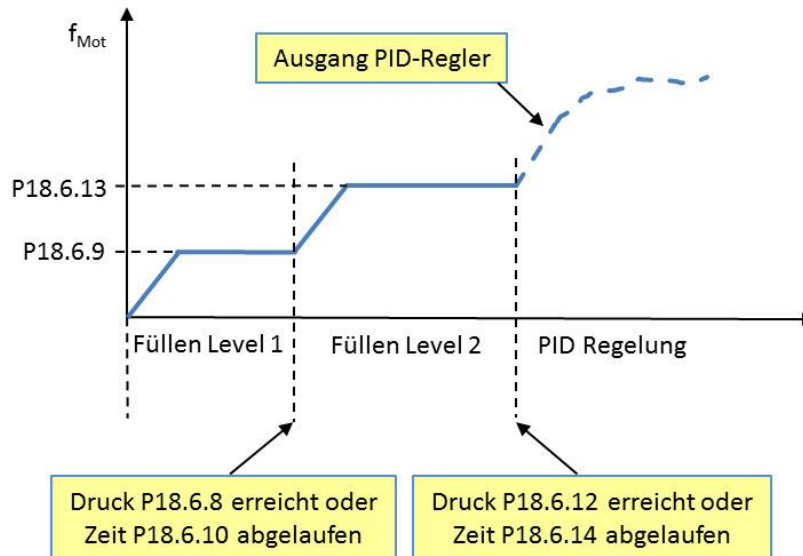 f_Mot
Ausgang PID-Regler
P18.6.13
P18.6.9
Füllen Level 1
Füllen Level 2
PID Regelung
Druck P18.6.8 erreicht oder
Zeit P18.6.10 abgelaufen
Druck P18.6.12 erreicht oder
Zeit P18.6.14 abgelaufen